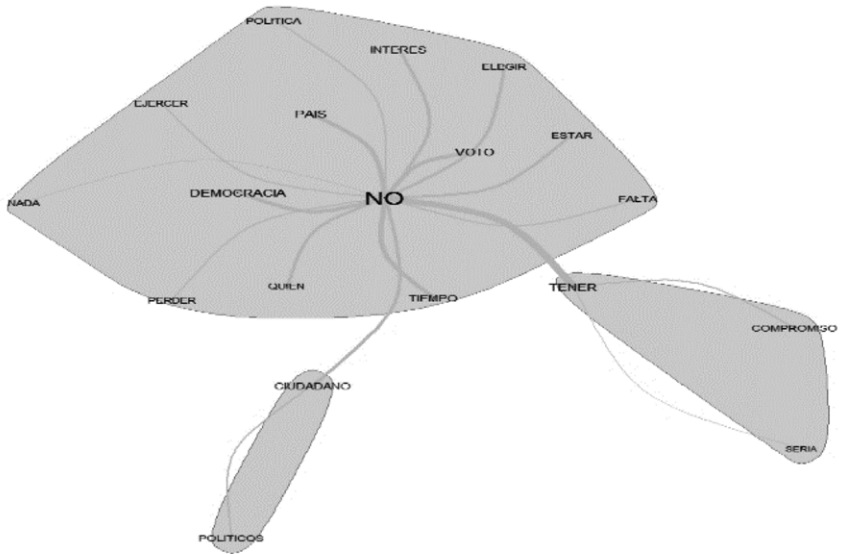 POLITICA
INTERES
ELEGIR
EJERCER
PAIS
ESTAR
VOTO
DEMOCRACIA
NO
NADA
FALTA
QUIEN
TENER
PERDER
TIEMPO
COMPROMISO
CIUDADANO
SERIA
POLITICOS